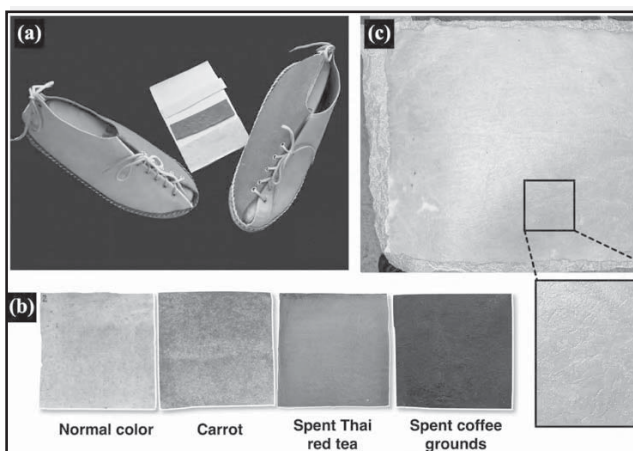 (a)
(c)
(b)
Normal color
Carrot
Spent Thai
red tea
Spent coffee
grounds